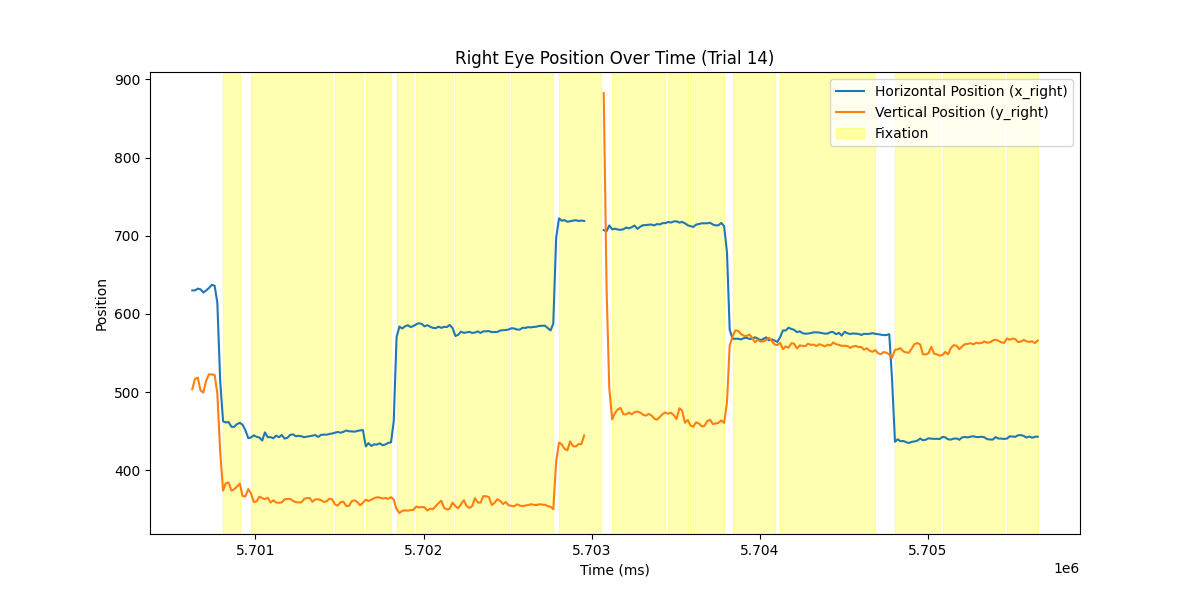 Right Eye Position Over Time (Trial 14)
Horizontal Position (x_right)
Vertical Position (y_right)
Fixation
Position
900
800
700
600
500
400
5.701
5.702
5.703
5.704
5.705
1e6
Time (ms)